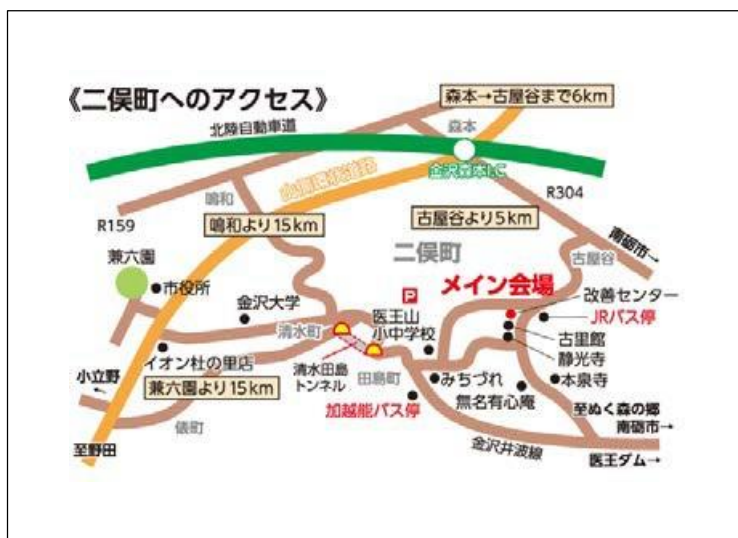 《二俣町へのアクセス》
森本→古屋谷まで6km
北陸自動車道
森本
山側環状道路
金沢森本I.C
鳴和
R304
R159
鳴和より15km
古屋谷より5km
南砺市→
兼六園
二俣町
古屋谷
市役所
メイン会場
改善センター
金沢大学
P
医王山
小中学校
JRバス停
清水町
古里館
イオン杜の里店
清水田島
トンネル
田島町
静光寺
小立野
←
みちづれ
本泉寺
兼六園より15km
加越能バス停
無名有心庵
至ぬく森の郷
南砺市→
俵町
至野田
金沢井波線
医王ダム→